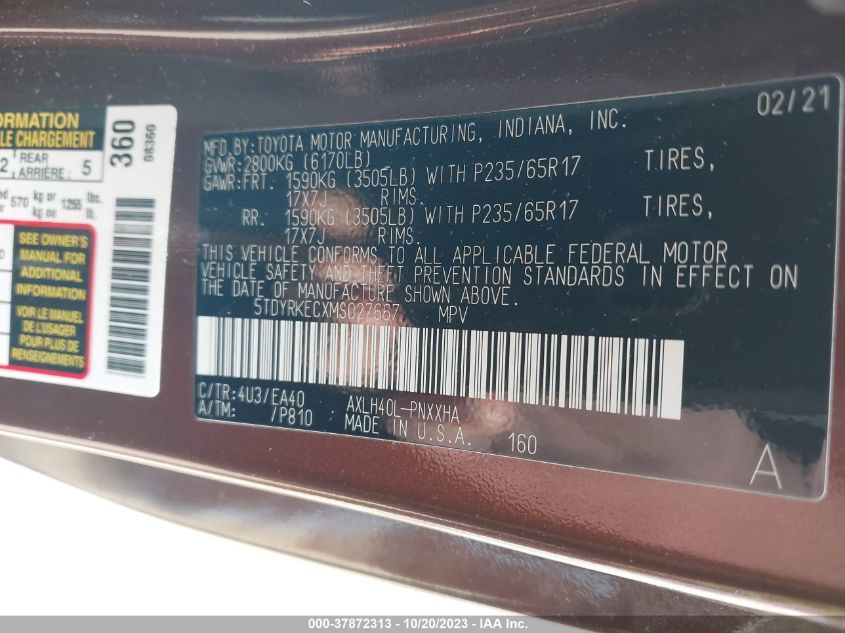 FORMATION
LE CHARGEMENT
2 REAR ARRIÈRE: 5
570 kg or kg ou 1255 lbs. lb.
SEE OWNER'S
MANUAL FOR
ADDITIONAL
INFORMATION
VOIR LE MANUEL
DE L'USAGER
POUR PLUS DE
RENSEIGNEMENTS
360
08360
02/21
MFD.BY:TOYOTA MOTOR MANUFACTURING, INDIANA, INC.
GVWR:2800KG (6170LB)
GAWR:FRT. 1590KG (3505LB) WITH P235/65R17 TIRES,
17X7J RIMS.
RR. 1590KG (3505LB) WITH P235/65R17 TIRES,
17X7J RIMS.
THIS VEHICLE CONFORMS TO ALL APPLICABLE FEDERAL MOTOR
VEHICLE SAFETY AND THEFT PREVENTION STANDARDS IN EFFECT ON
THE DATE OF MANUFACTURE SHOWN ABOVE.
5TDYRKECXMS027667 MPV
C/TR:4U3/EA40 AXLH40L-PNXXHA
A/TM: /P810 MADE IN U.S.A. 160
A
000-37872313 - 10/20/2023 - IAA Inc.